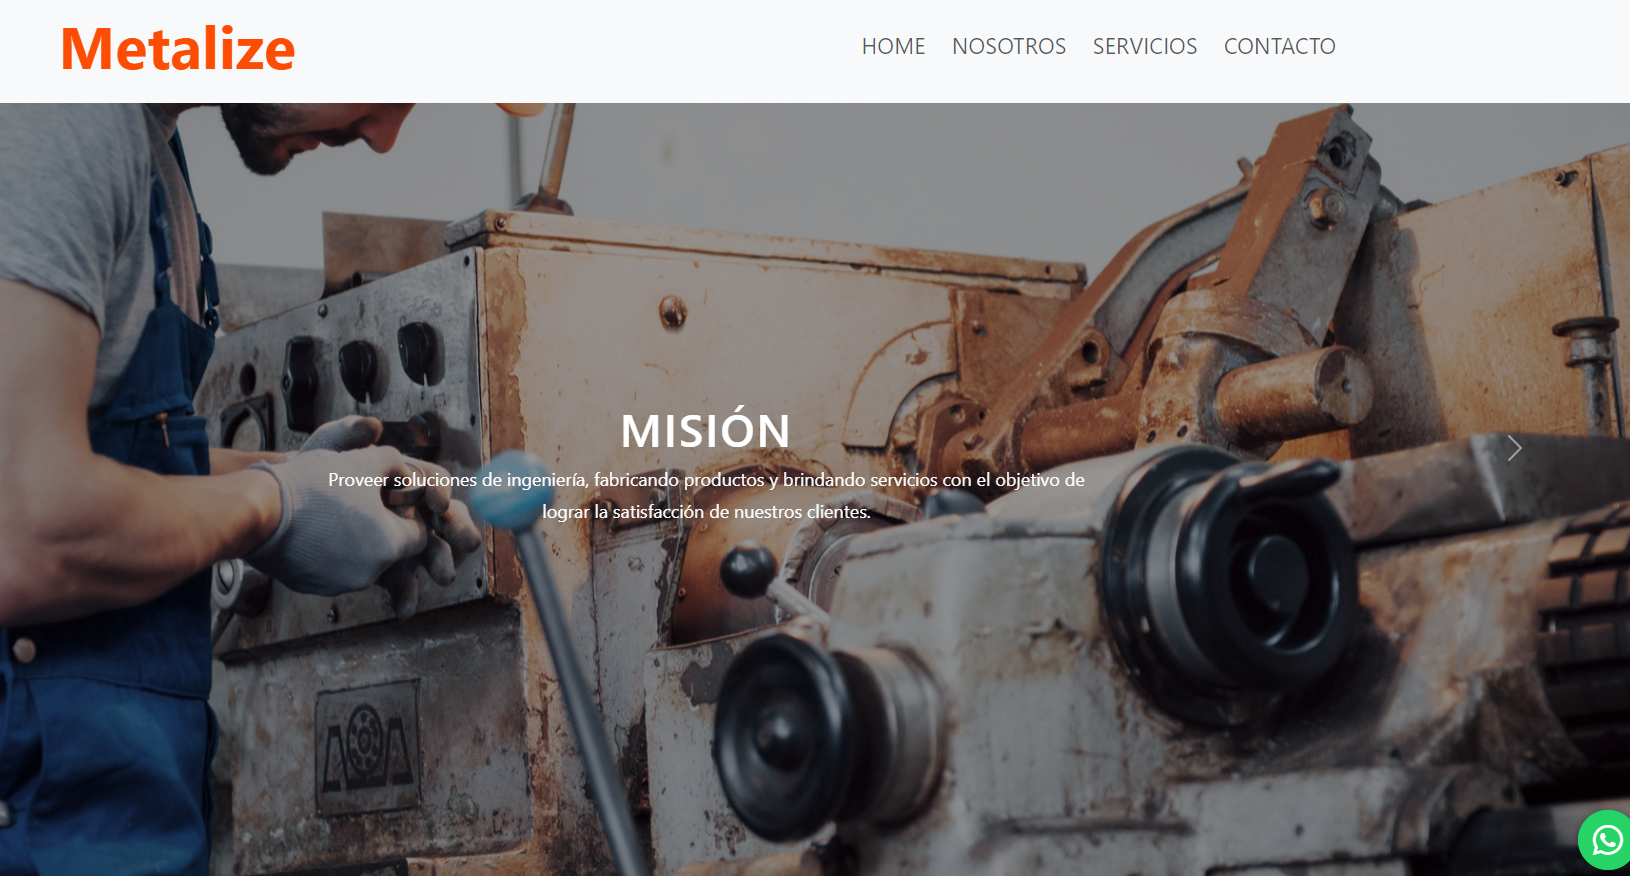 Metalize
HOME NOSOTROS SERVICIOS CONTACTO
MISIÓN
Proveer soluciones de ingeniería, fabricando productos y brindando servicios con el objetivo de
lograr la satisfacción de nuestros clientes.